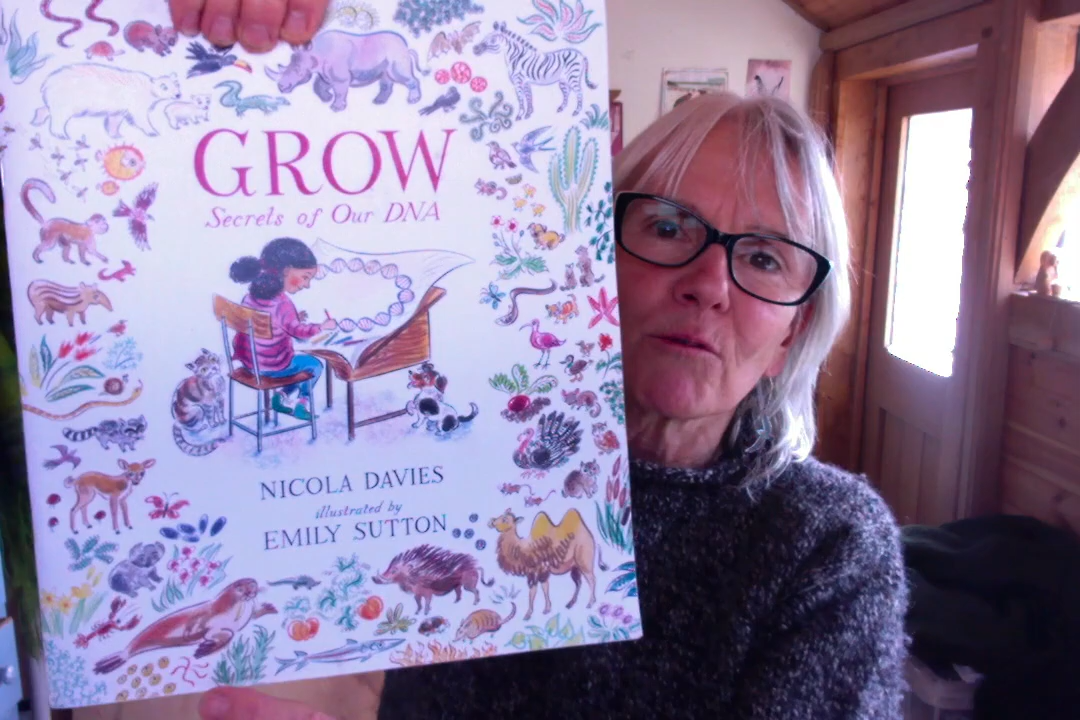 GROW
Secrets of Our DNA
NICOLA DAVIES
illustrated by
EMILY SUTTON